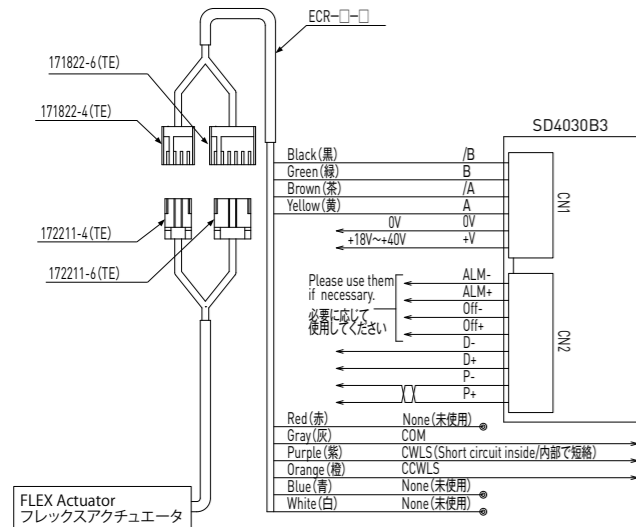 ECR-□-□
171822-6(TE)
171822-4(TE)
172211-4(TE)
172211-6(TE)
SD4030B3
Black(黒) /B
Green(緑) B
Brown(茶) /A
Yellow(黄) A
0V 0V
+18V~+40V +V
CN1
Please use them
if necessary.
必要に応じて
使用してください
ALM-
ALM+
Off-
Off+
D-
D+
P-
P+
CN2
Red(赤) None(未使用)
Gray(灰) COM
Purple(紫) CWLS(Short circuit inside/内部で短絡)
Orange(橙) CCWLS
Blue(青) None(未使用)
White(白) None(未使用)
FLEX Actuator
フレックスアクチュエータ